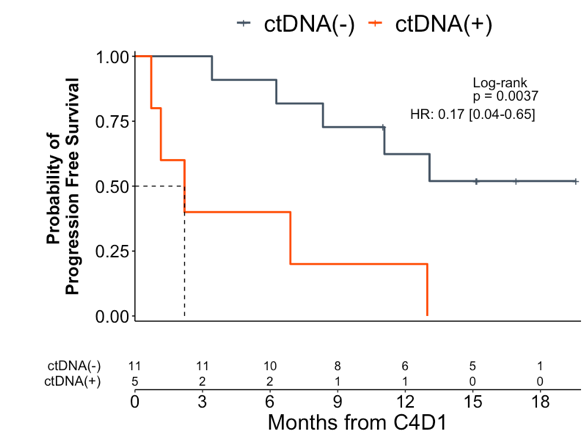 ctDNA(-) ctDNA(+)
Probability of
Progression Free Survival
1.00
0.75
0.50
0.25
0.00
Log-rank
p = 0.0037
HR: 0.17 [0.04-0.65]
ctDNA(-) 11 11 10 8 6 5 1
ctDNA(+) 5 2 2 1 1 0 0
0 3 6 9 12 15 18
Months from C4D1